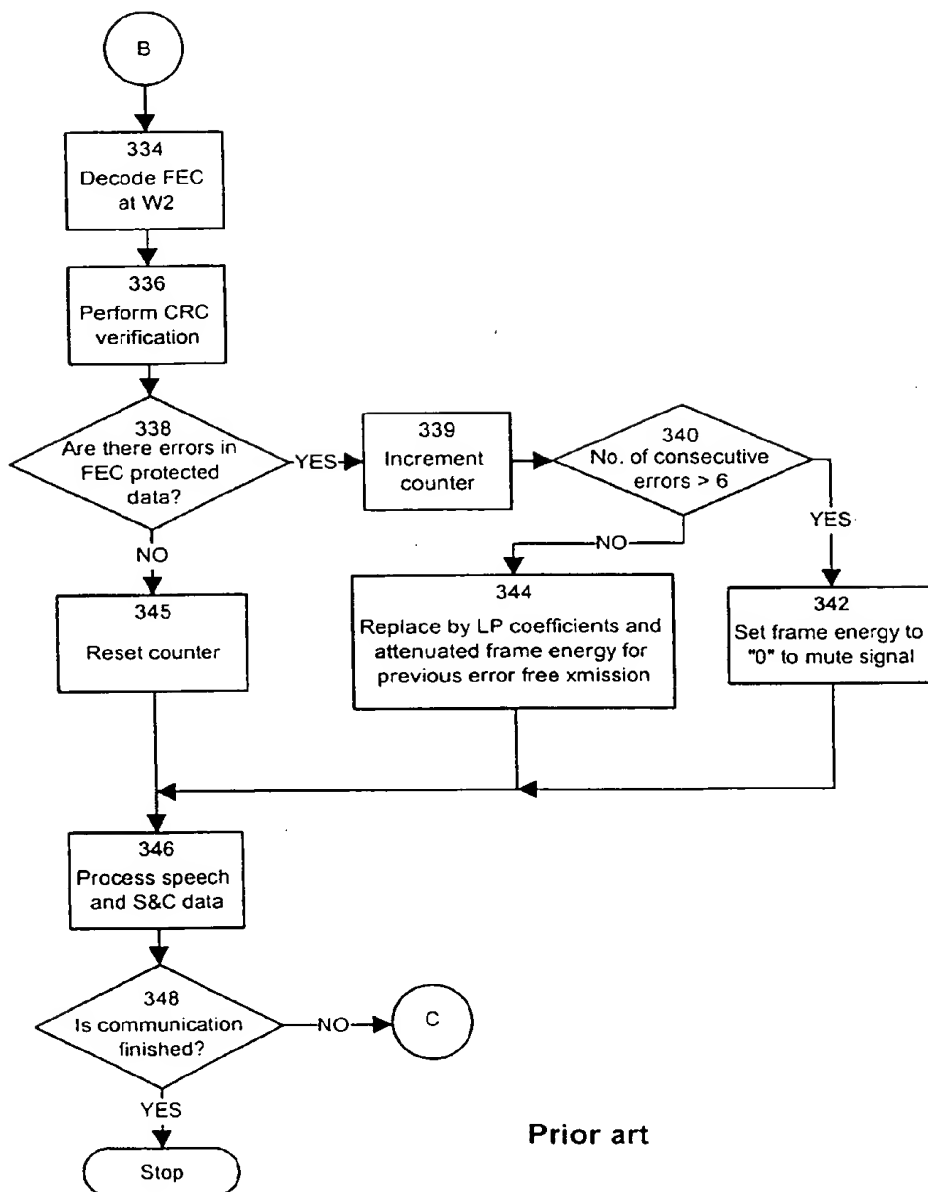 B
334
Decode FEC
at W2
336
Perform CRC
verification
338
Are there errors in
FEC protected
data?
YES
339
Increment
counter
340
No. of consecutive
errors > 6
YES
NO
NO
345
Reset counter
344
Replace by LP coefficients and
attenuated frame energy for
previous error free xmission
342
Set frame energy to
"0" to mute signal
346
Process speech
and S&C data
348
Is communication
finished?
NO
C
YES
Stop
Prior art